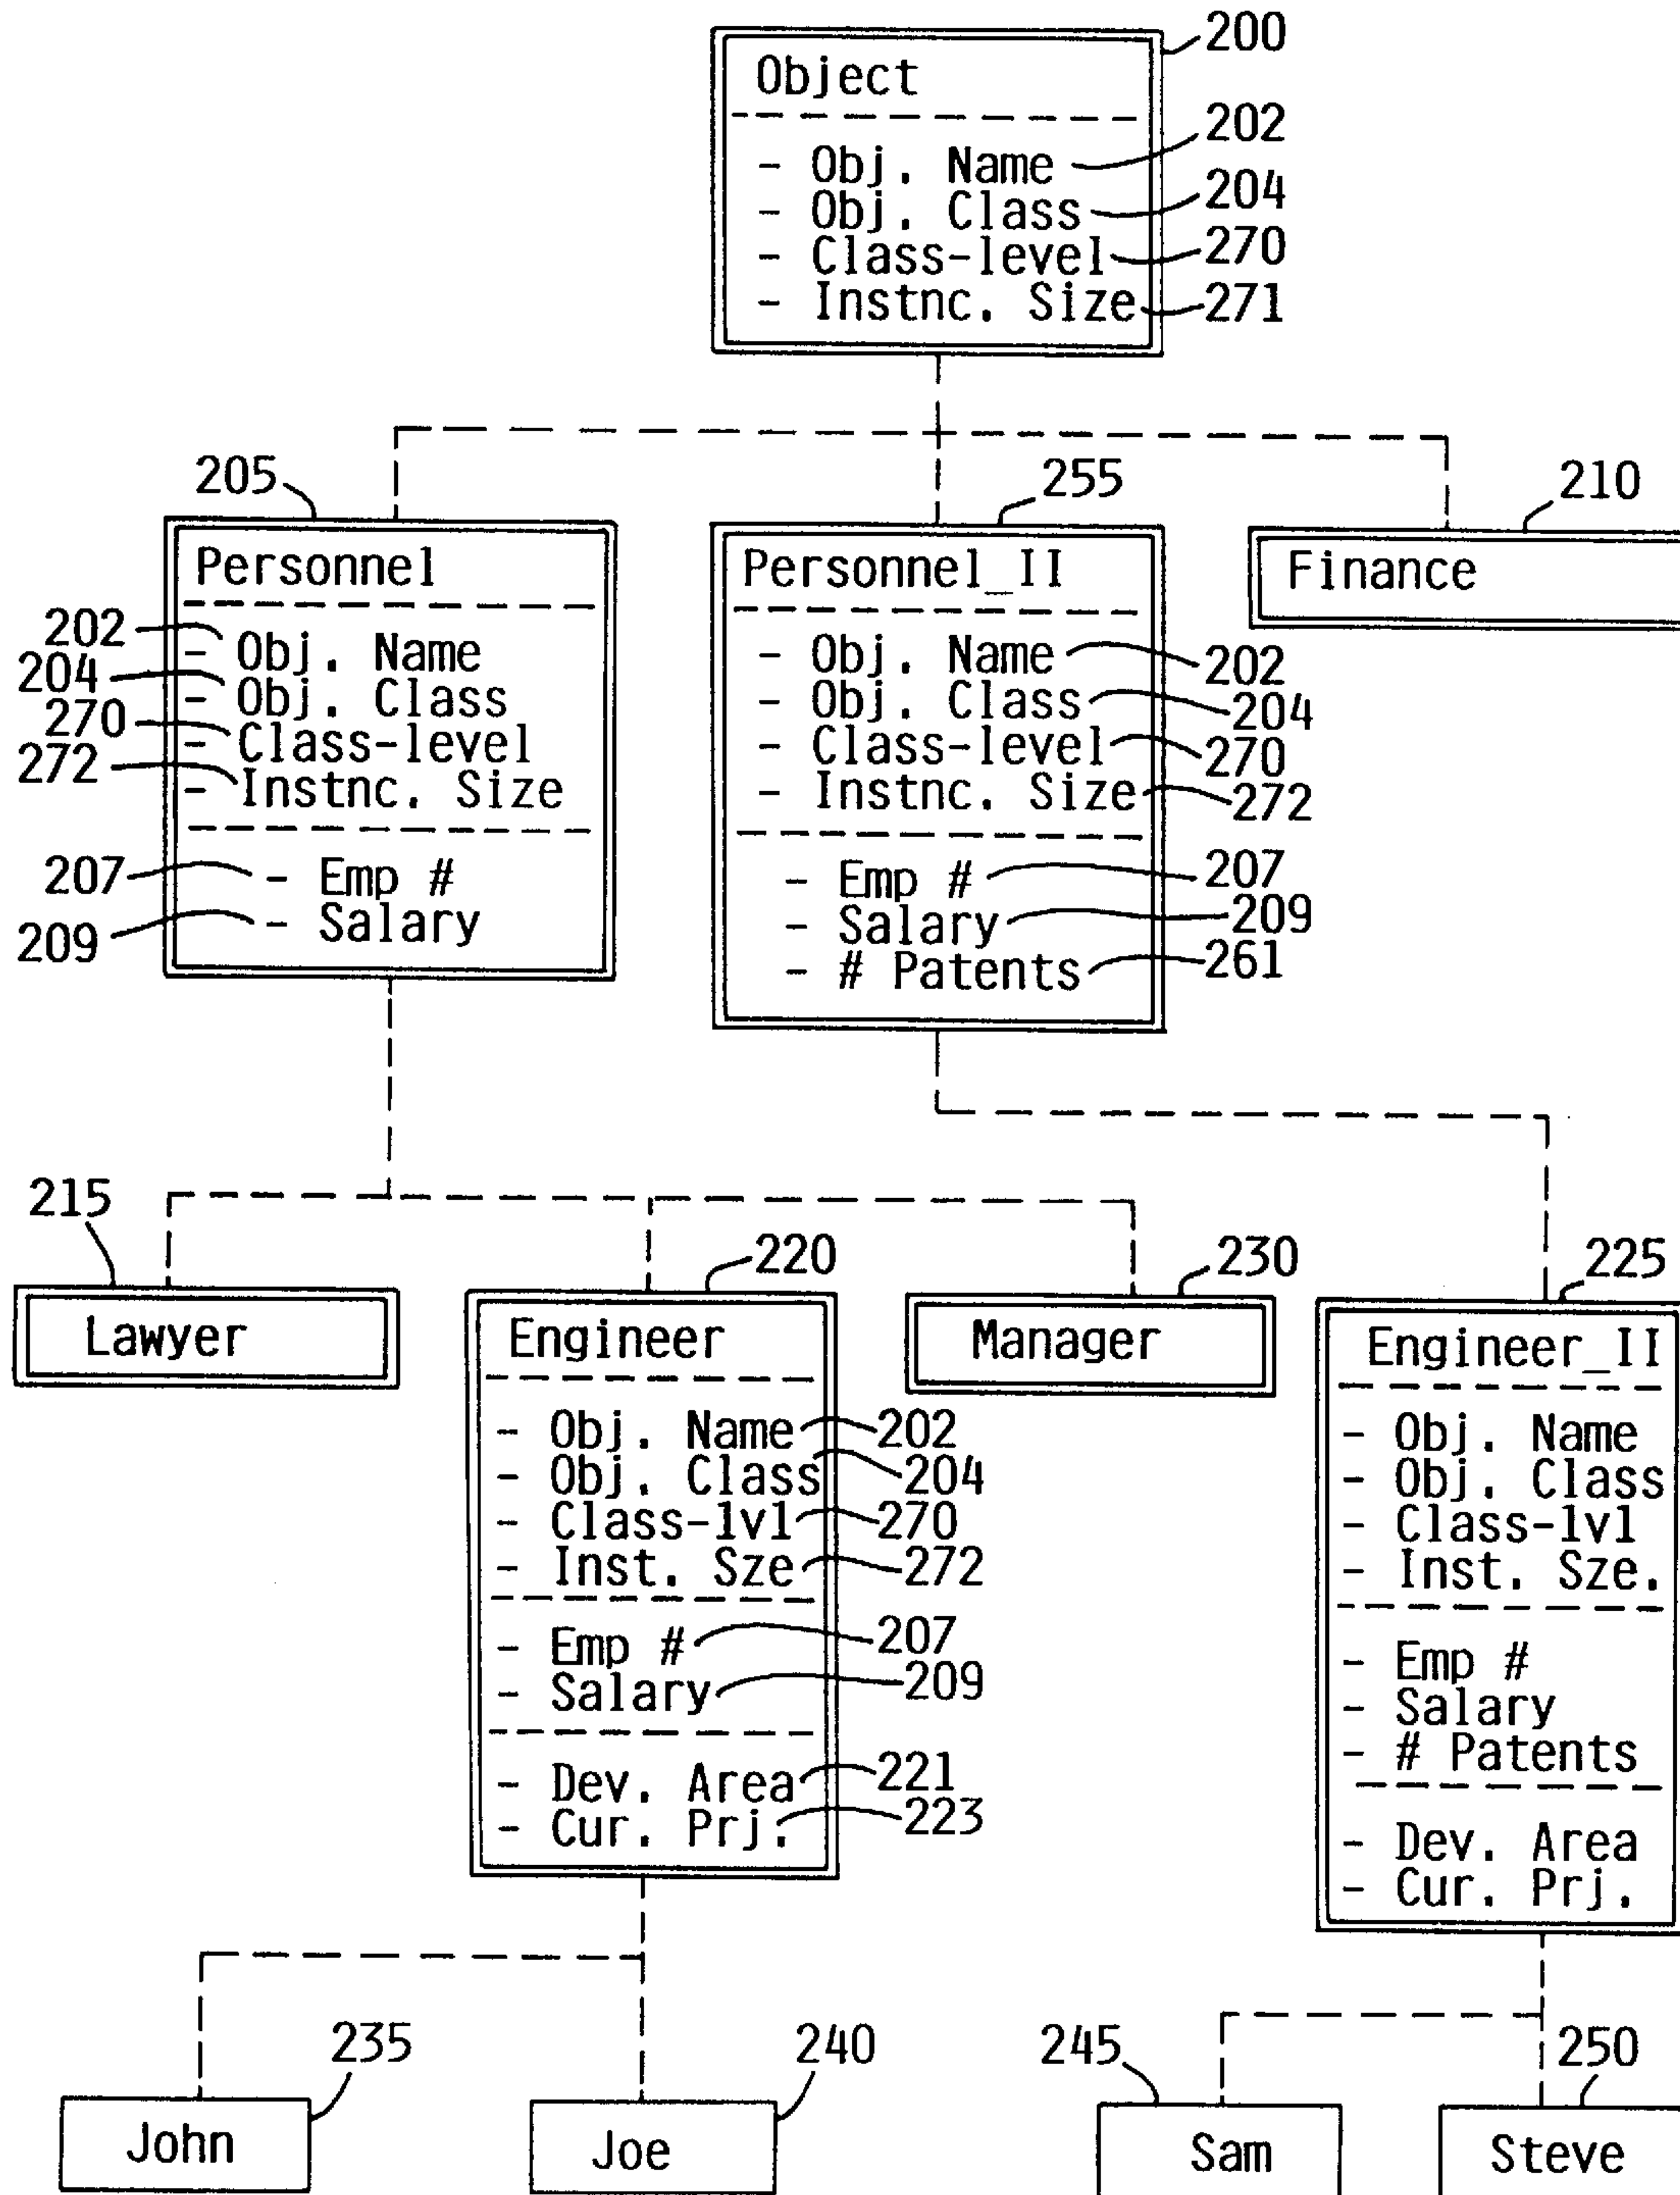 Object 200
- Obj. Name 202
- Obj. Class 204
- Class-level 270
- Instnc. Size 271
205
Personnel
202 - Obj. Name
204 - Obj. Class
270 - Class-level
272 - Instnc. Size
207 - Emp #
209 - Salary
255
Personnel_II
- Obj. Name 202
- Obj. Class 204
- Class-level 270
- Instnc. Size 272
- Emp # 207
- Salary 209
- # Patents 261
210
Finance
215
Lawyer
220
Engineer
- Obj. Name 202
- Obj. Class 204
- Class-lvl 270
- Inst. Sze 272
- Emp # 207
- Salary 209
- Dev. Area 221
- Cur. Prj. 223
230
Manager
225
Engineer_II
- Obj. Name
- Obj. Class
- Class-lvl
- Inst. Sze.
- Emp #
- Salary
- # Patents
- Dev. Area
- Cur. Prj.
235
John
240
Joe
245
Sam
250
Steve